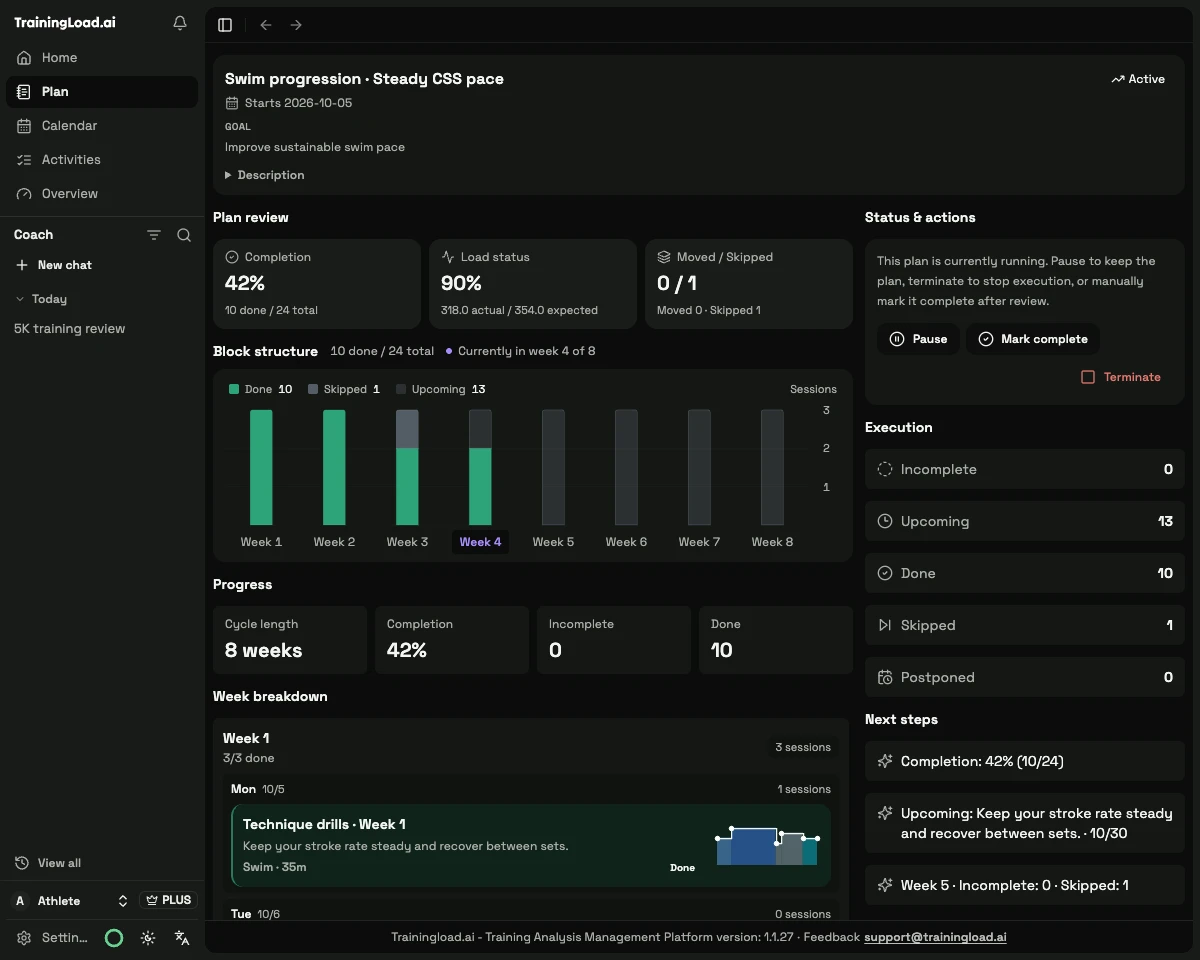 TrainingLoad.ai
Home
Plan
Calendar
Activities
Overview
Coach
New chat
Today
5K training review
View all
A Athlete PLUS
Settin...
Swim progression · Steady CSS pace
Active
Starts 2026-10-05
GOAL
Improve sustainable swim pace
Description
Plan review
Completion
42%
10 done / 24 total
Load status
90%
318.0 actual / 354.0 expected
Moved / Skipped
0 / 1
Moved 0 · Skipped 1
Block structure 10 done / 24 total Currently in week 4 of 8
Done 10 Skipped 1 Upcoming 13 Sessions
3
2
1
Week 1 Week 2 Week 3 Week 4 Week 5 Week 6 Week 7 Week 8
Progress
Cycle length
8 weeks
Completion
42%
Incomplete
0
Done
10
Week breakdown
Week 1
3/3 done
3 sessions
Mon 10/5 1 sessions
Technique drills · Week 1
Keep your stroke rate steady and recover between sets.
Swim · 35m
Done
Tue 10/6 0 sessions
Status & actions
This plan is currently running. Pause to keep the
plan, terminate to stop execution, or manually
mark it complete after review.
Pause Mark complete
Terminate
Execution
Incomplete 0
Upcoming 13
Done 10
Skipped 1
Postponed 0
Next steps
Completion: 42% (10/24)
Upcoming: Keep your stroke rate steady
and recover between sets. · 10/30
Week 5 · Incomplete: 0 · Skipped: 1
Trainingload.ai - Training Analysis Management Platform version: 1.1.27 · Feedback support@trainingload.ai